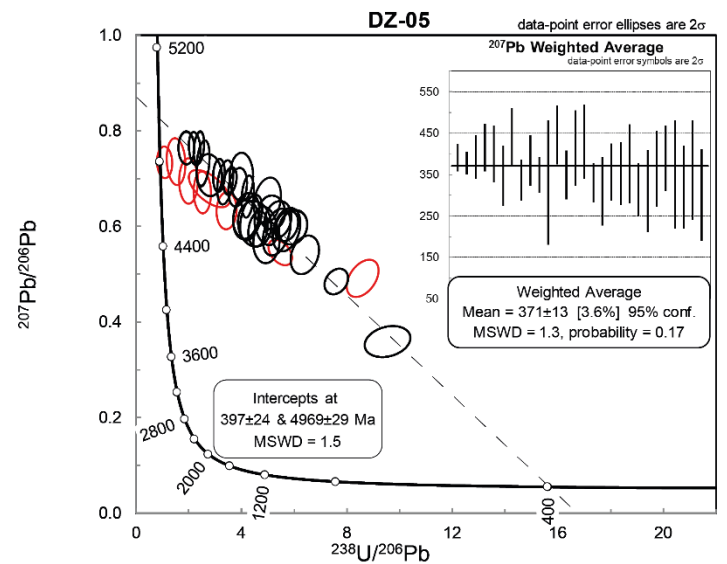 DZ-05
data-point error ellipses are 2σ
207Pb Weighted Average
data-point error symbols are 2σ
550
450
350
250
150
50
Weighted Average
Mean = 371±13 [3.6%] 95% conf.
MSWD = 1.3, probability = 0.17
1.0
0.8
0.6
0.4
0.2
0.0
207Pb/206Pb
5200
4400
3600
2800
2000
1200
400
Intercepts at
397±24 & 4969±29 Ma
MSWD = 1.5
0
4
8
12
16
20
238U/206Pb